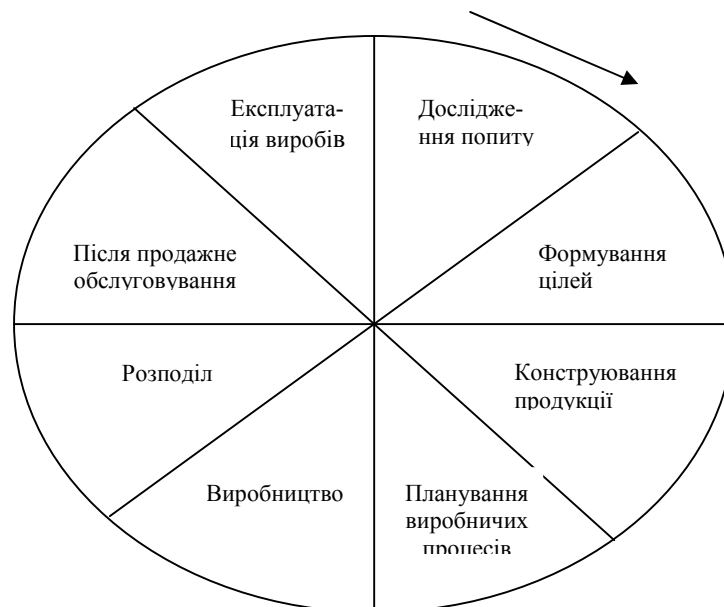 Експлуата-
ція виробів
Дослідже-
ння попиту
Формування
цілей
Конструювання
продукції
Планування
виробничих
процесів
Виробництво
Розподіл
Після продажне
обслуговування